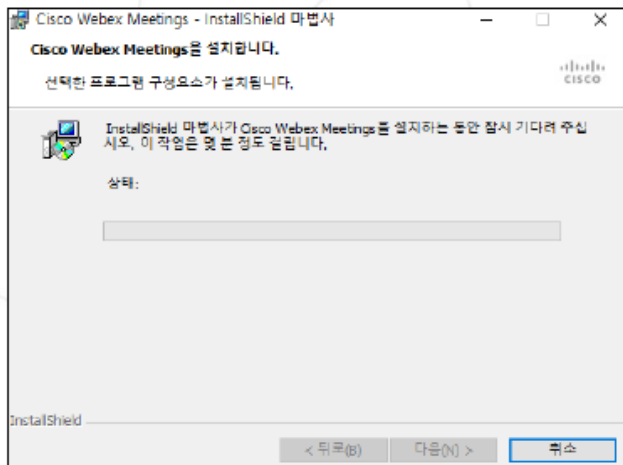 Cisco Webex Meetings - InstallShield 마법사
Cisco Webex Meetings을 설치합니다.
선택한 프로그램 구성요소가 설치됩니다.
CISCO
InstallShield 마법사가 Cisco Webex Meetings를 설치하는 동안 잠시 기다려 주십
시오. 이 작업은 몇 분 정도 걸립니다.
상태:
InstallShield
< 뒤로(B)
다음(N) >
취소